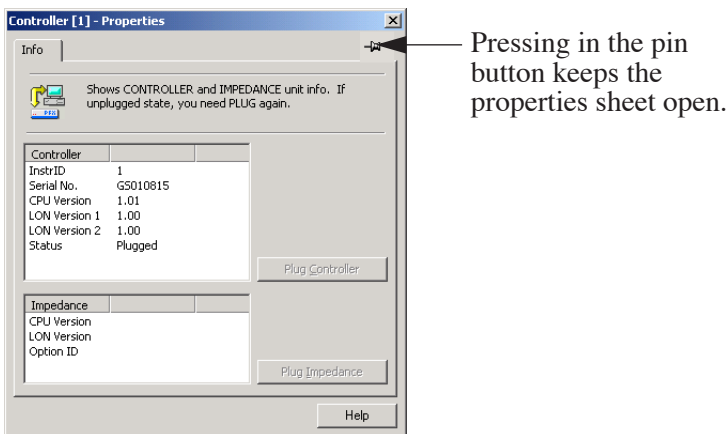 Controller [1] - Properties
Info
Pressing in the pin
button keeps the
properties sheet open.
Shows CONTROLLER and IMPEDANCE unit info. If
unplugged state, you need PLUG again.
PFX
Controller
InstrID 1
Serial No. GS010815
CPU Version 1.01
LON Version 1 1.00
LON Version 2 1.00
Status Plugged
Plug Controller
Impedance
CPU Version
LON Version
Option ID
Plug Impedance
Help